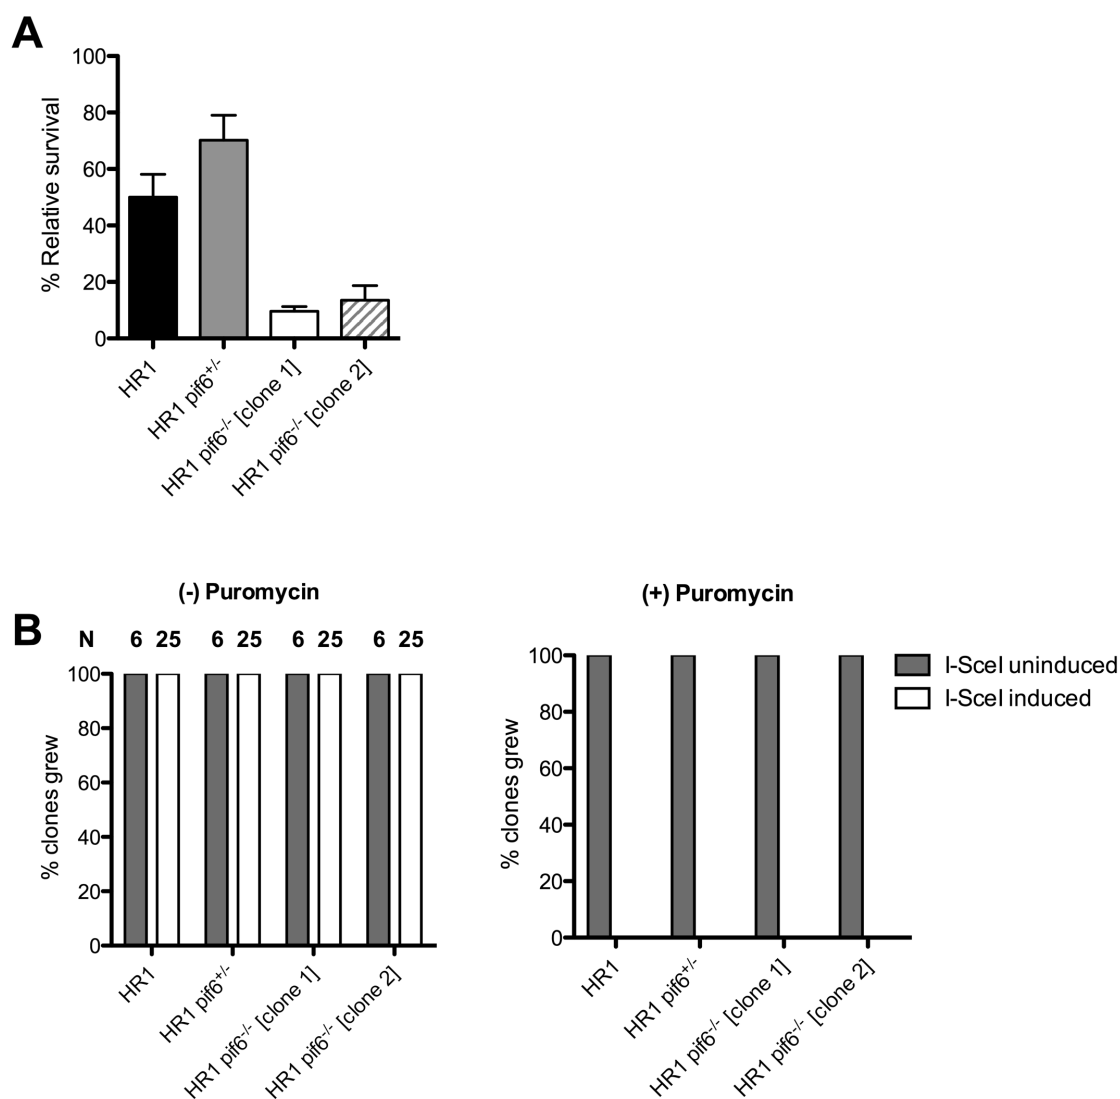 A
100
80
60
40
20
0
% Relative survival
HR1
HR1 pif6+/-
HR1 pif6-/- [clone 1]
HR1 pif6-/- [clone 2]
B
(-) Puromycin
N 6 25 6 25 6 25 6 25
100
80
60
40
20
0
% clones grew
HR1
HR1 pif6+/-
HR1 pif6-/- [clone 1]
HR1 pif6-/- [clone 2]
(+) Puromycin
100
80
60
40
20
0
% clones grew
HR1
HR1 pif6+/-
HR1 pif6-/- [clone 1]
HR1 pif6-/- [clone 2]
I-SceI uninduced
I-SceI induced